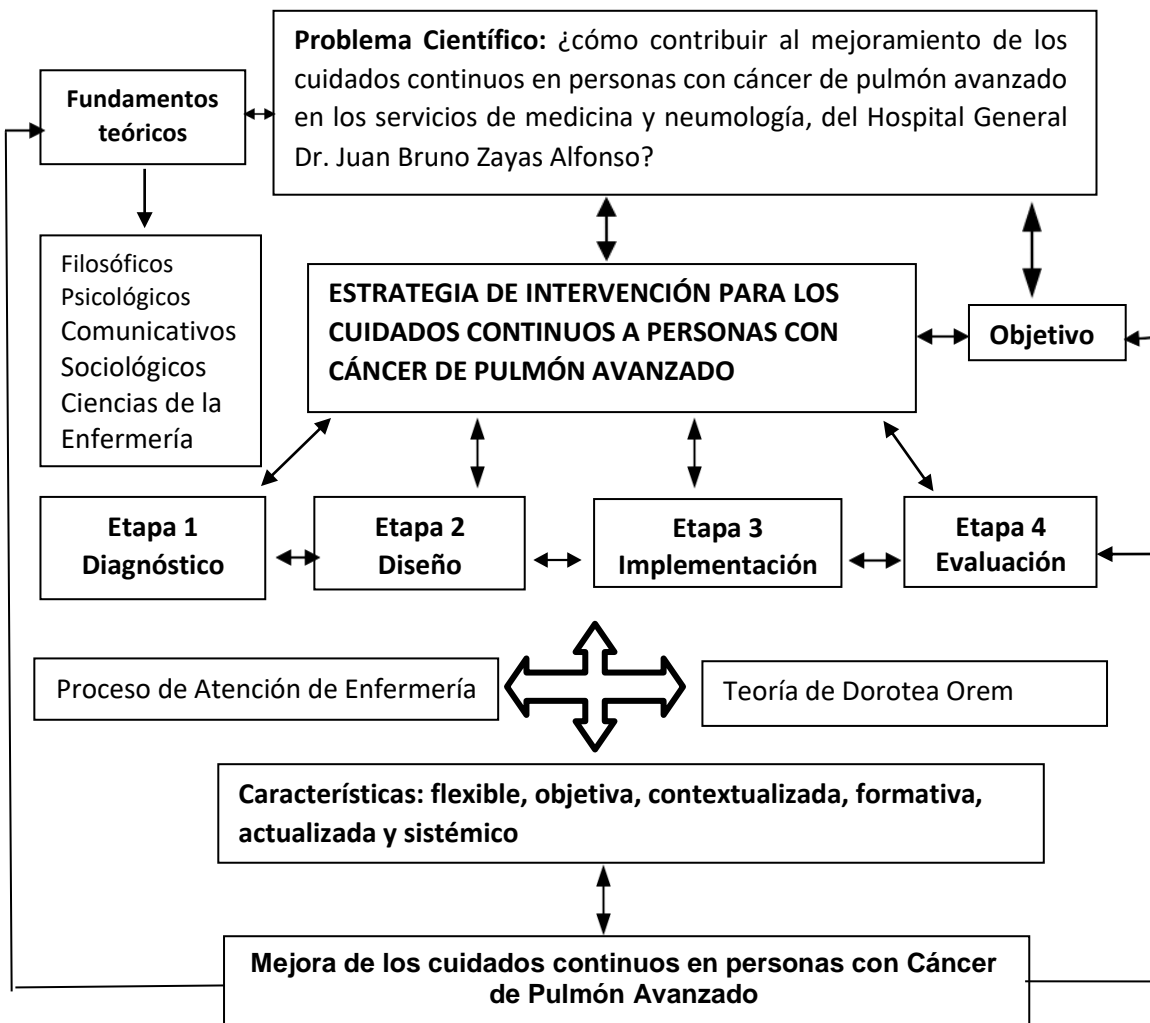 Problema Científico: ¿cómo contribuir al mejoramiento de los
cuidados continuos en personas con cáncer de pulmón avanzado
en los servicios de medicina y neumología, del Hospital General
Dr. Juan Bruno Zayas Alfonso?
Fundamentos
teóricos
Filosóficos
Psicológicos
Comunicativos
Sociológicos
Ciencias de la
Enfermería
ESTRATEGIA DE INTERVENCIÓN PARA LOS
CUIDADOS CONTINUOS A PERSONAS CON
CÁNCER DE PULMÓN AVANZADO
Objetivo
Etapa 1
Diagnóstico
Etapa 2
Diseño
Etapa 3
Implementación
Etapa 4
Evaluación
Proceso de Atención de Enfermería
Teoría de Dorotea Orem
Características: flexible, objetiva, contextualizada, formativa,
actualizada y sistémico
Mejora de los cuidados continuos en personas con Cáncer
de Pulmón Avanzado